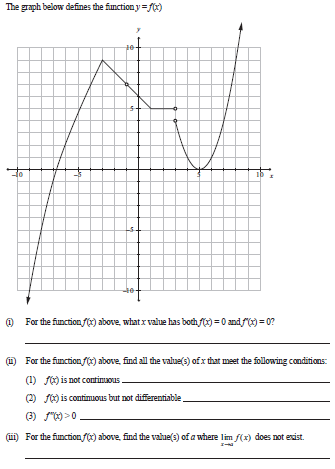 The graph below defines the function y = f(x)
y
10
5
-10
-5
5
10
x
-5
-10
(i) For the function f(x) above, what x value has both f(x) = 0 and f'(x) = 0?
(ii) For the function f(x) above, find all the value(s) of x that meet the following conditions:
(1) f(x) is not continuous
(2) f(x) is continuous but not differentiable
(3) f''(x) > 0
(iii) For the function f(x) above, find the value(s) of a where lim f(x) does not exist.
x→a